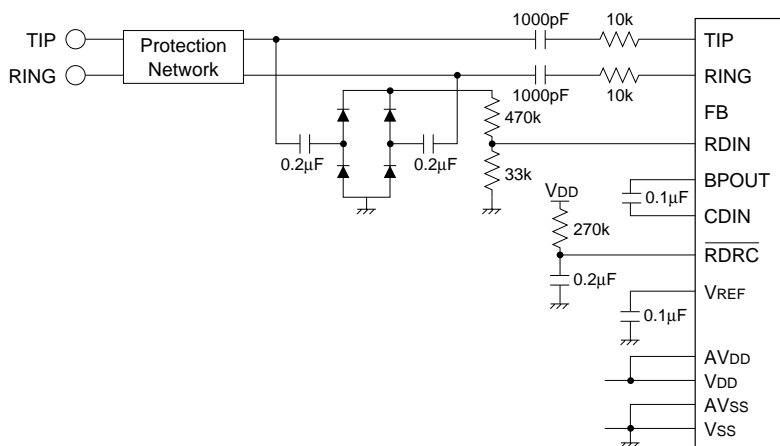 1000pF
10k
TIP
Protection
Network
TIP
RING
1000pF
10k
RING
FB
470k
RDIN
0.2µF
0.2µF
33k
BPOUT
VDD
0.1µF
CDIN
270k
RDRC
0.2µF
VREF
0.1µF
AVDD
VDD
AVSS
VSS